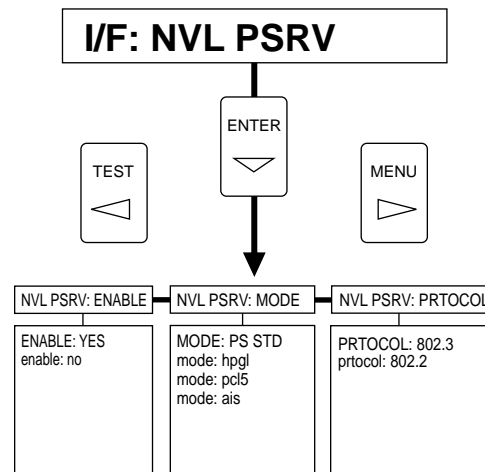 I/F: NVL PSRV
ENTER
TEST
MENU
NVL PSRV: ENABLE
NVL PSRV: MODE
NVL PSRV: PRTOCOL
ENABLE: YES
enable: no
MODE: PS STD
mode: hpgl
mode: pcl5
mode: ais
PRTOCOL: 802.3
prtocol: 802.2